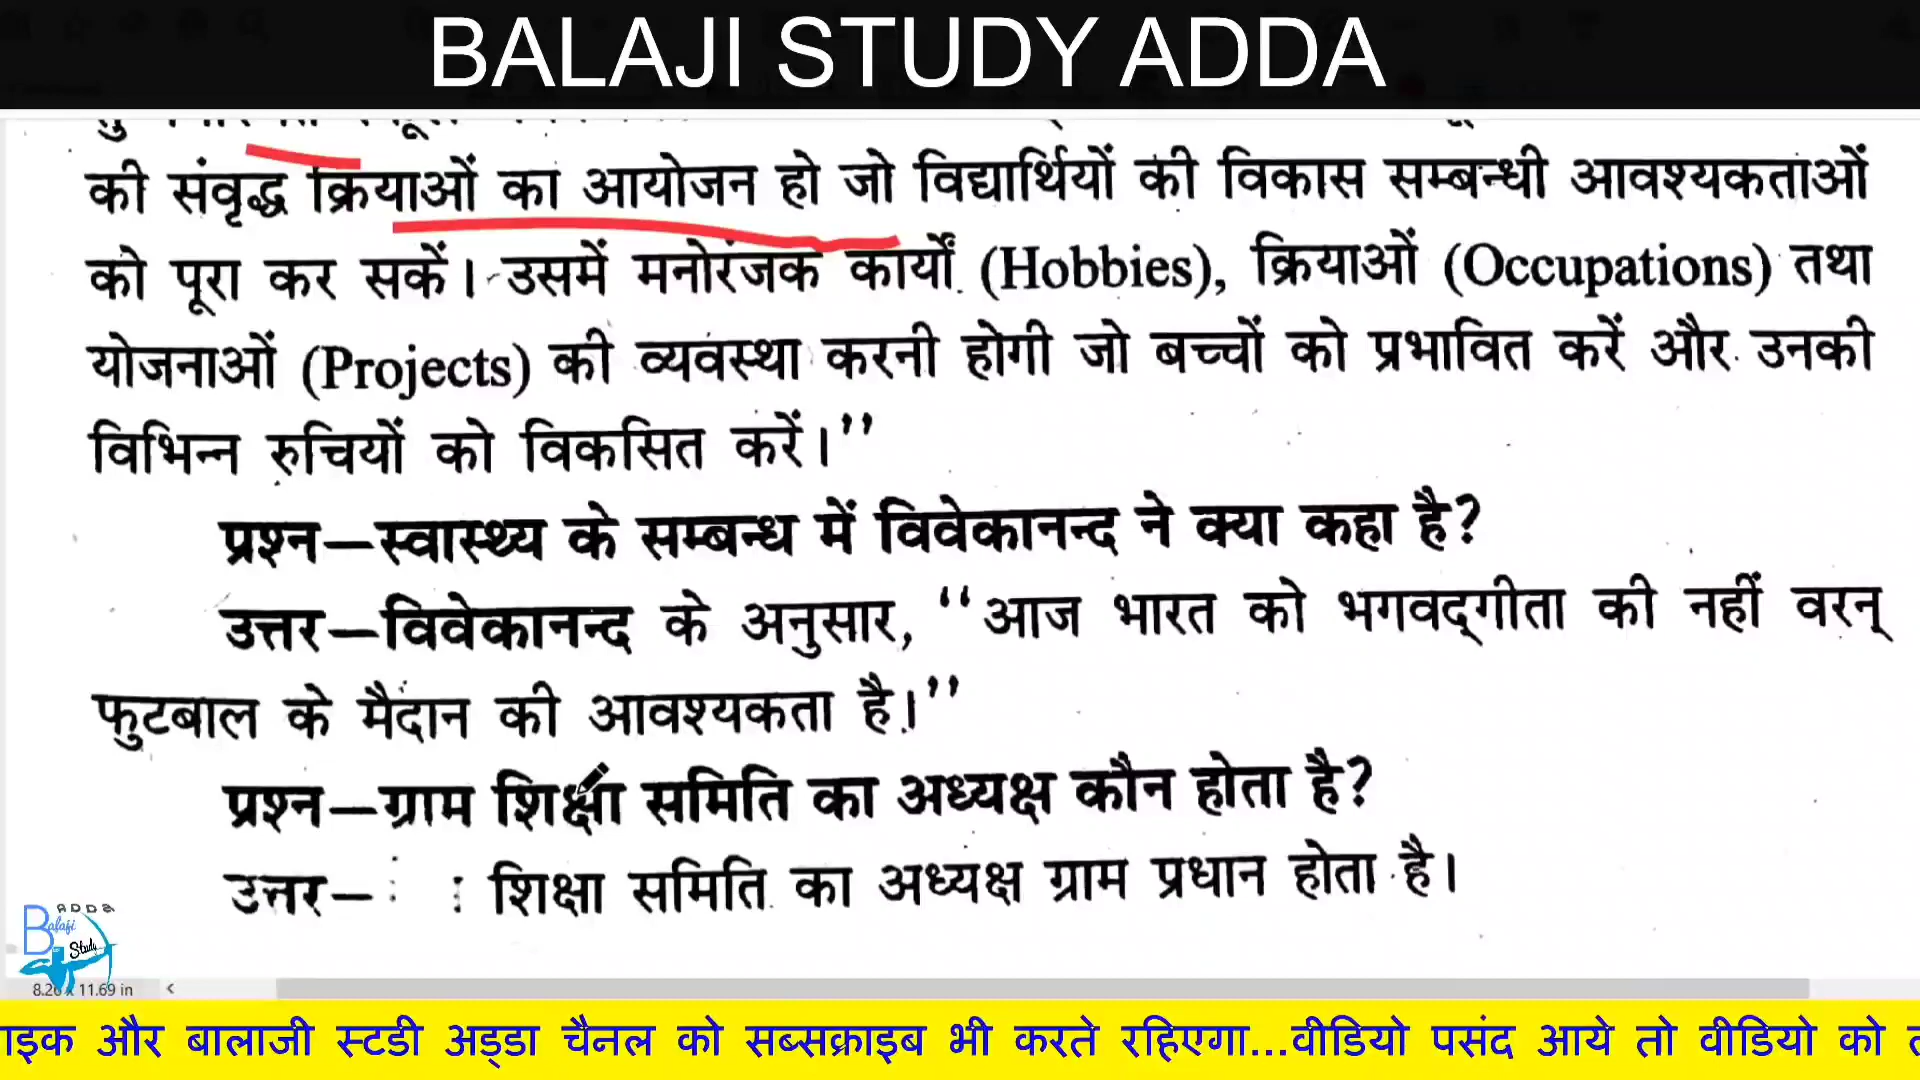 BALAJI STUDY ADDA
की संवृद्ध क्रियाओं का आयोजन हो जो विद्यार्थियों की विकास सम्बन्धी आवश्यकताओं
को पूरा कर सकें। उसमें मनोरंजक कार्यों (Hobbies), क्रियाओं (Occupations) तथा
योजनाओं (Projects) की व्यवस्था करनी होगी जो बच्चों को प्रभावित करें और उनकी
विभिन्न रुचियों को विकसित करें।’’
प्रश्न—स्वास्थ्य के सम्बन्ध में विवेकानन्द ने क्या कहा है?
उत्तर—विवेकानन्द के अनुसार, ‘‘आज भारत को भगवद्‌गीता की नहीं वरन्
फुटबाल के मैदान की आवश्यकता है।’’
प्रश्न—ग्राम शिक्षा समिति का अध्यक्ष कौन होता है?
उत्तर— शिक्षा समिति का अध्यक्ष ग्राम प्रधान होता है।
ADDA
Balaji
Study
8.26 x 11.69 in
और बालाजी स्टडी अड्डा चैनल को सब्सक्राइब भी करते रहिएगा...वीडियो पसंद आये तो वीडियो को